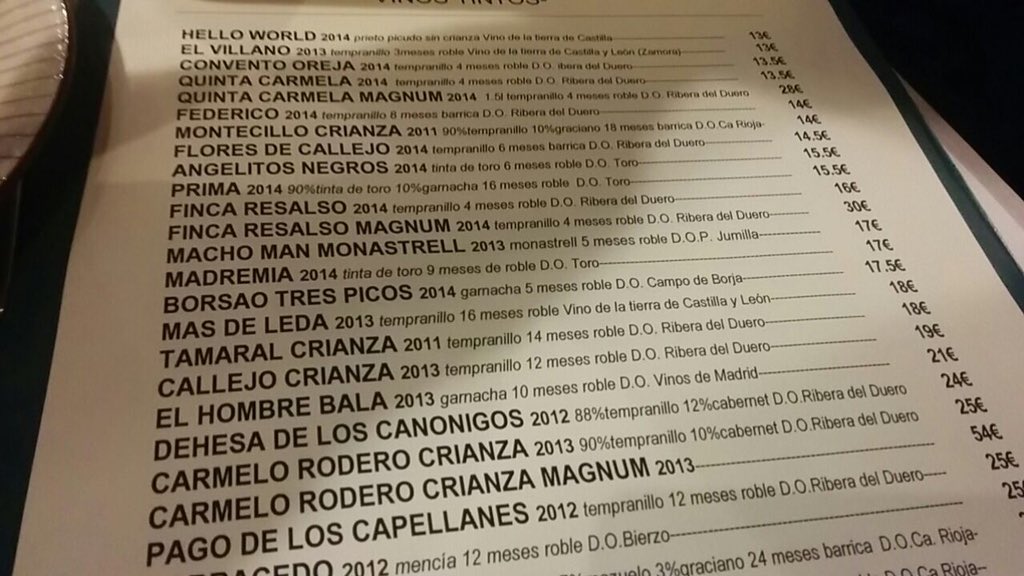 VINOS TINTOS-
HELLO WORLD 2014 prieto picudo sin crianza Vino de la tierra de Castilla 13€
EL VILLANO 2013 tempranillo 3meses roble Vino de la tierra de Castilla y León (Zamora) 13€
CONVENTO OREJA 2014 tempranillo 4 meses roble D.O. ibera del Duero 13.5€
QUINTA CARMELA 2014 tempranillo 4 meses roble D.O. Ribera del Duero 13.5€
QUINTA CARMELA MAGNUM 2014 1.5l tempranillo 4 meses roble D.O. Ribera del Duero 28€
FEDERICO 2014 tempranillo 8 meses barrica D.O. Ribera del Duero 14€
MONTECILLO CRIANZA 2011 90%tempranillo 10%graciano 18 meses barrica D.O.Ca Rioja- 14€
FLORES DE CALLEJO 2014 tempranillo 6 meses barrica D.O. Ribera del Duero 14.5€
ANGELITOS NEGROS 2014 tinta de toro 6 meses roble D.O. Toro 15.5€
PRIMA 2014 90%tinta de toro 10%garnacha 16 meses roble D.O. Toro 15.5€
FINCA RESALSO 2014 tempranillo 4 meses roble D.O. Ribera del Duero 16€
FINCA RESALSO MAGNUM 2014 tempranillo 4 meses roble D.O. Ribera del Duero 30€
MACHO MAN MONASTRELL 2013 monastrell 5 meses roble D.O.P. Jumilla 17€
MADREMIA 2014 tinta de toro 9 meses de roble D.O. Toro 17€
BORSAO TRES PICOS 2014 garnacha 5 meses roble D.O. Campo de Borja 17.5€
MAS DE LEDA 2013 tempranillo 16 meses roble Vino de la tierra de Castilla y León 18€
TAMARAL CRIANZA 2011 tempranillo 14 meses roble D.O. Ribera del Duero 18€
CALLEJO CRIANZA 2013 tempranillo 12 meses roble D.O. Ribera del Duero 19€
EL HOMBRE BALA 2013 garnacha 10 meses roble D.O. Vinos de Madrid 21€
DEHESA DE LOS CANONIGOS 2012 88%tempranillo 12%cabernet D.O.Ribera del Duero 24€
CARMELO RODERO CRIANZA 2013 90%tempranillo 10%cabernet D.O.Ribera del Duero 25€
CARMELO RODERO CRIANZA MAGNUM 2013 54€
PAGO DE LOS CAPELLANES 2012 tempranillo 12 meses roble D.O.Ribera del Duero 25€
2012 mencía 12 meses roble D.O.Bierzo 25
3%graciano 24 meses barrica D.O.Ca. Rioja-